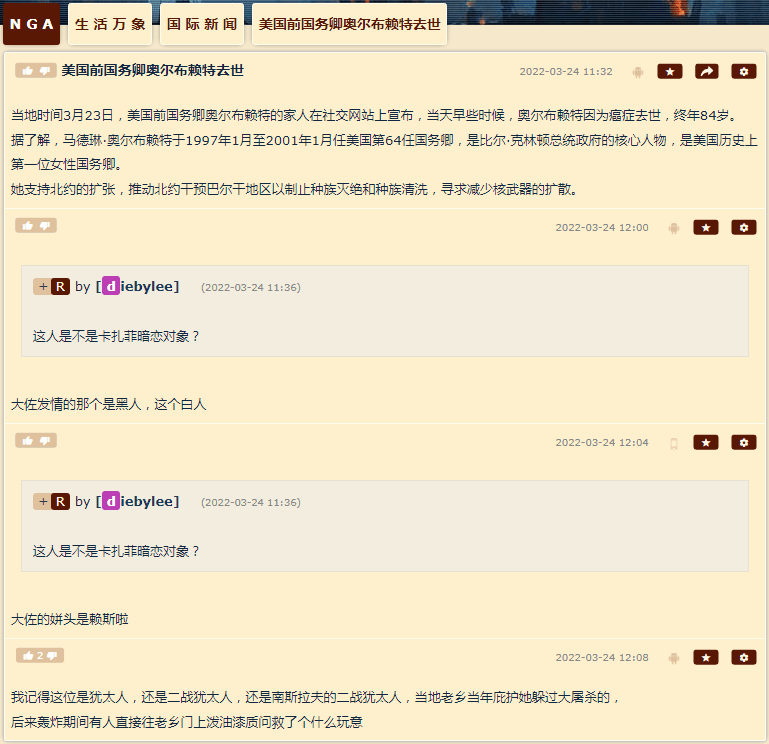 NGA 生活万象 国际新闻 美国前国务卿奥尔布赖特去世
美国前国务卿奥尔布赖特去世 2022-03-24 11:32
当地时间3月23日，美国前国务卿奥尔布赖特的家人在社交网站上宣布，当天早些时候，奥尔布赖特因为癌症去世，终年84岁。
据了解，马德琳·奥尔布赖特于1997年1月至2001年1月任美国第64任国务卿，是比尔·克林顿总统政府的核心人物，是美国历史上
第一位女性国务卿。
她支持北约的扩张，推动北约干预巴尔干地区以制止种族灭绝和种族清洗，寻求减少核武器的扩散。
2022-03-24 12:00
+ R by [diebylee] (2022-03-24 11:36)
这人是不是卡扎菲暗恋对象？
大佐发情的那个是黑人，这个白人
2022-03-24 12:04
+ R by [diebylee] (2022-03-24 11:36)
这人是不是卡扎菲暗恋对象？
大佐的姘头是赖斯啦
2 2022-03-24 12:08
我记得这位是犹太人，还是二战犹太人，还是南斯拉夫的二战犹太人，当地老乡当年庇护她躲过大屠杀的，
后来轰炸期间有人直接往老乡门上泼油漆质问救了个什么玩意